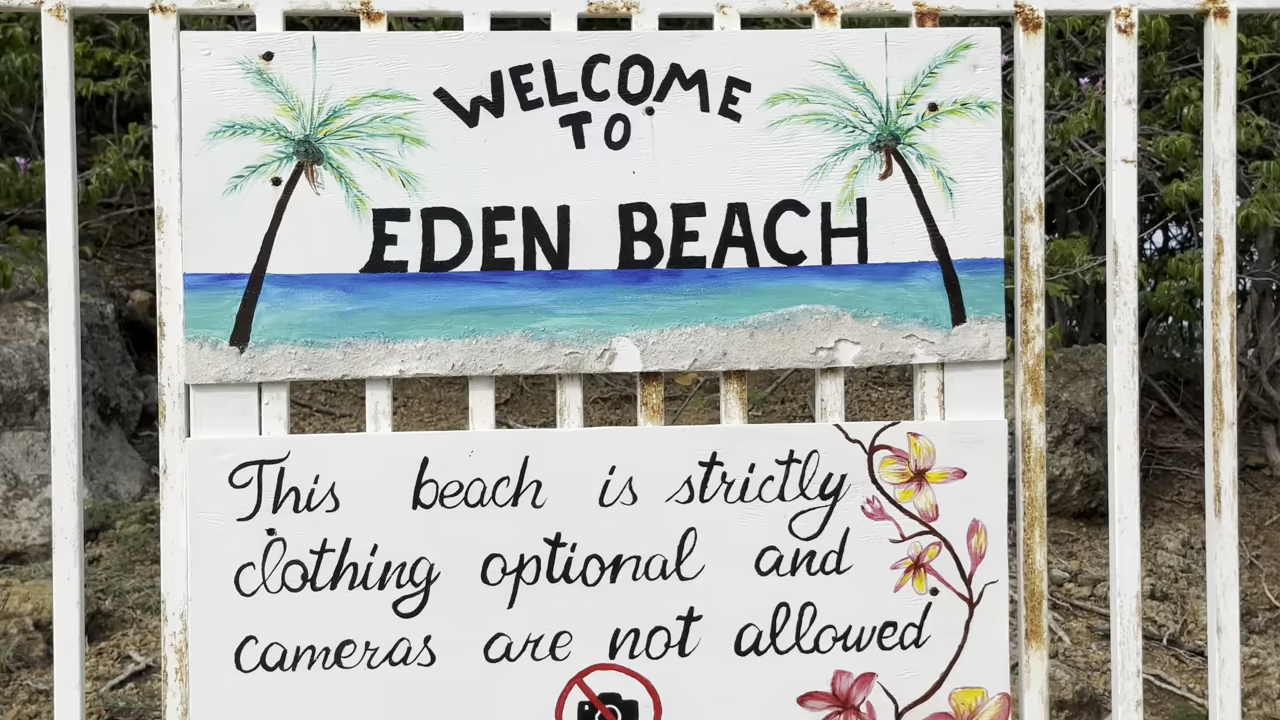 WELCOME
TO
EDEN BEACH
This beach is strictly
clothing optional and
cameras are not allowed